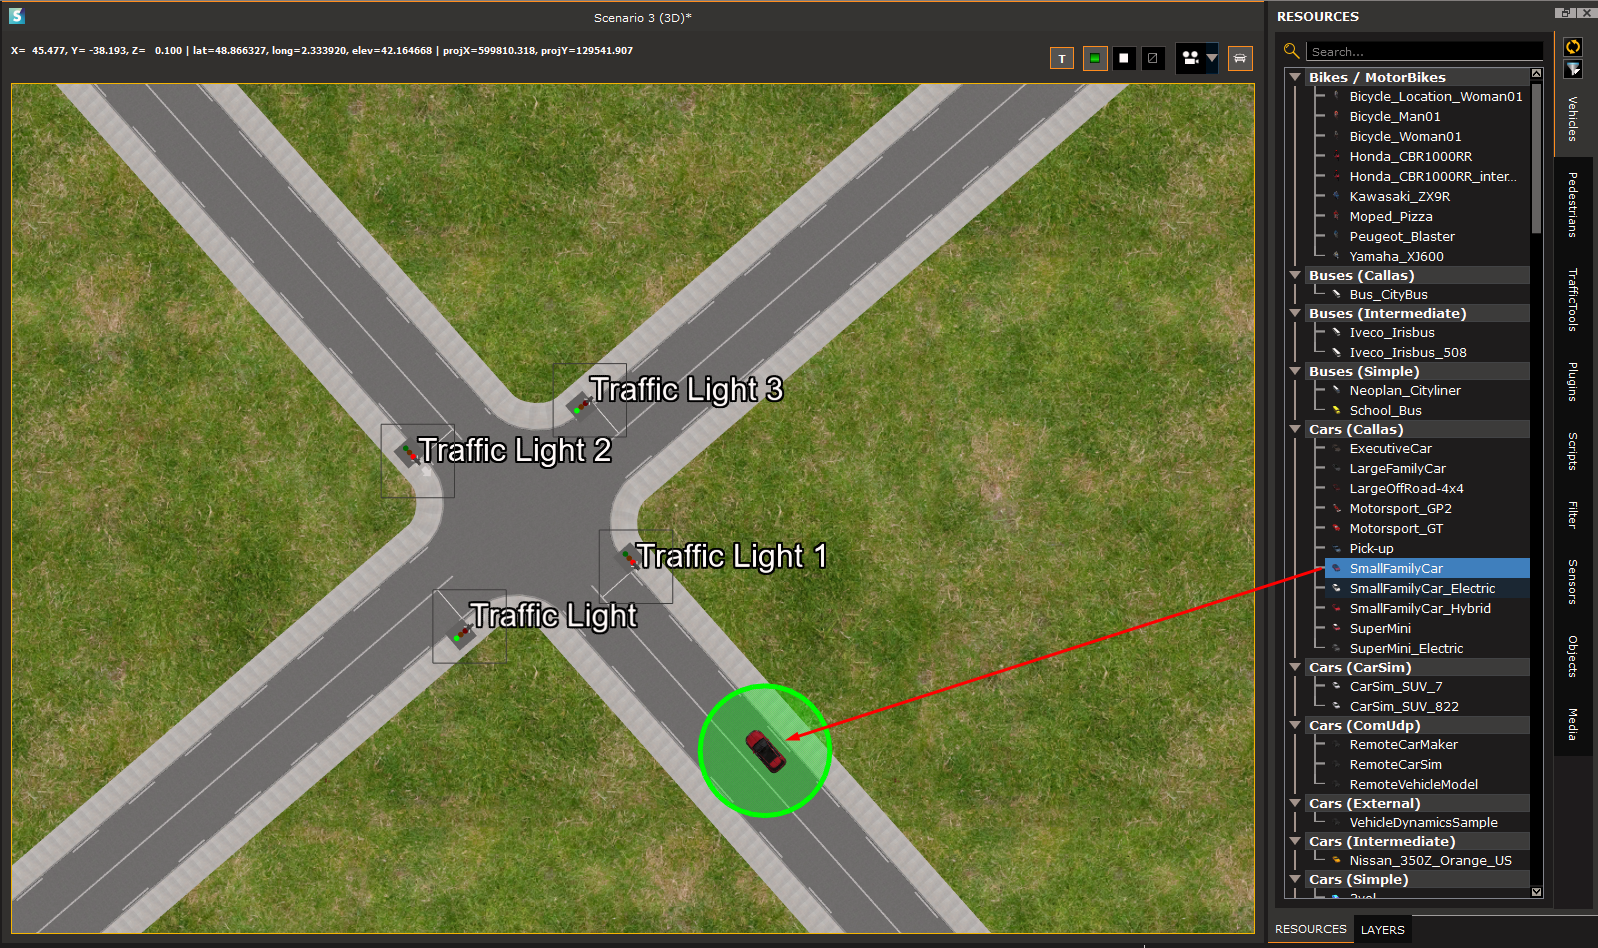 S
Scenario 3 (3D)*
X= 45.477, Y= -38.193, Z= 0.100 | lat=48.866327, long=2.333920, elev=42.164668 | projX=599810.318, projY=129541.907
T
Traffic Light 3
Traffic Light 2
Traffic Light 1
Traffic Light
RESOURCES
Search...
Bikes / MotorBikes
Bicycle_Location_Woman01
Bicycle_Man01
Bicycle_Woman01
Honda_CBR1000RR
Honda_CBR1000RR_inter...
Kawasaki_ZX9R
Moped_Pizza
Peugeot_Blaster
Yamaha_XJ600
Buses (Callas)
Bus_CityBus
Buses (Intermediate)
Iveco_Irisbus
Iveco_Irisbus_508
Buses (Simple)
Neoplan_Cityliner
School_Bus
Cars (Callas)
ExecutiveCar
LargeFamilyCar
LargeOffRoad-4x4
Motorsport_GP2
Motorsport_GT
Pick-up
SmallFamilyCar
SmallFamilyCar_Electric
SmallFamilyCar_Hybrid
SuperMini
SuperMini_Electric
Cars (CarSim)
CarSim_SUV_7
CarSim_SUV_822
Cars (ComUdp)
RemoteCarMaker
RemoteCarSim
RemoteVehicleModel
Cars (External)
VehicleDynamicsSample
Cars (Intermediate)
Nissan_350Z_Orange_US
Cars (Simple)
Vehicles
Pedestrians
TrafficTools
Plugins
Scripts
Filter
Sensors
Objects
Media
RESOURCES
LAYERS